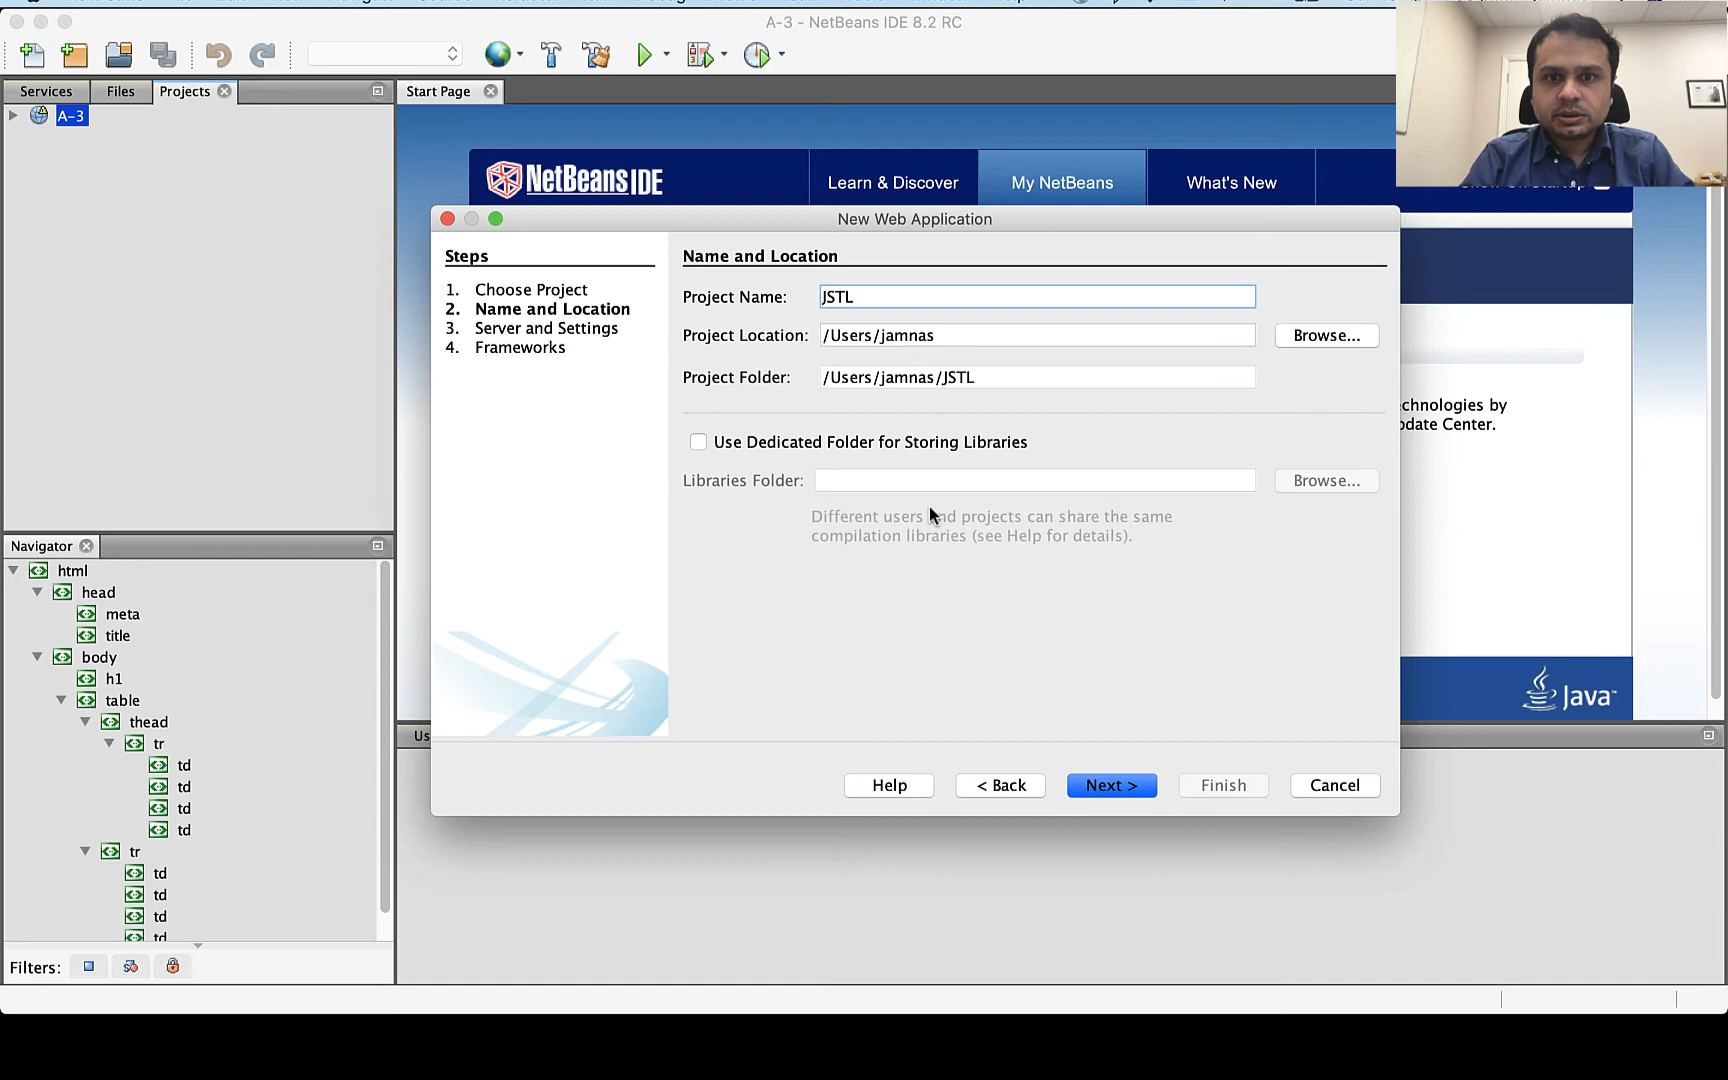 A-3 - NetBeans IDE 8.2 RC
Services
Files
Projects
Start Page
A-3
NetBeans IDE
Learn & Discover
My NetBeans
What's New
New Web Application
Steps
1. Choose Project
2. Name and Location
3. Server and Settings
4. Frameworks
Name and Location
Project Name:
JSTL
Project Location:
/Users/jamnas
Browse...
Project Folder:
/Users/jamnas/JSTL
Use Dedicated Folder for Storing Libraries
Libraries Folder:
Browse...
Different users and projects can share the same
compilation libraries (see Help for details).
chnologies by
date Center.
Java™
Help
< Back
Next >
Finish
Cancel
Us
Navigator
html
head
meta
title
body
h1
table
thead
tr
td
td
td
td
tr
td
td
td
td
Filters: